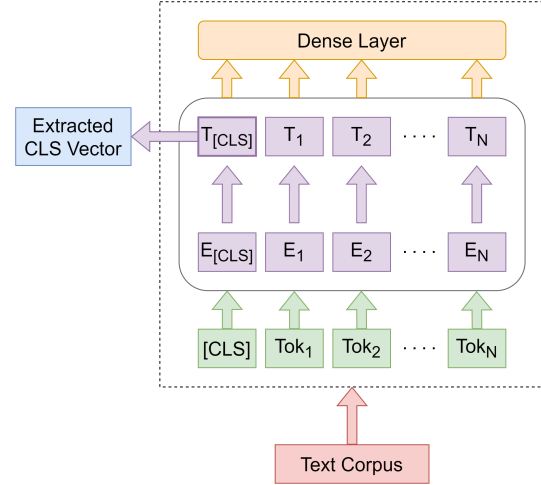 Dense Layer
Extracted
CLS Vector
T[CLS] T1 T2 .... TN
E[CLS] E1 E2 .... EN
[CLS] Tok1 Tok2 .... TokN
Text Corpus